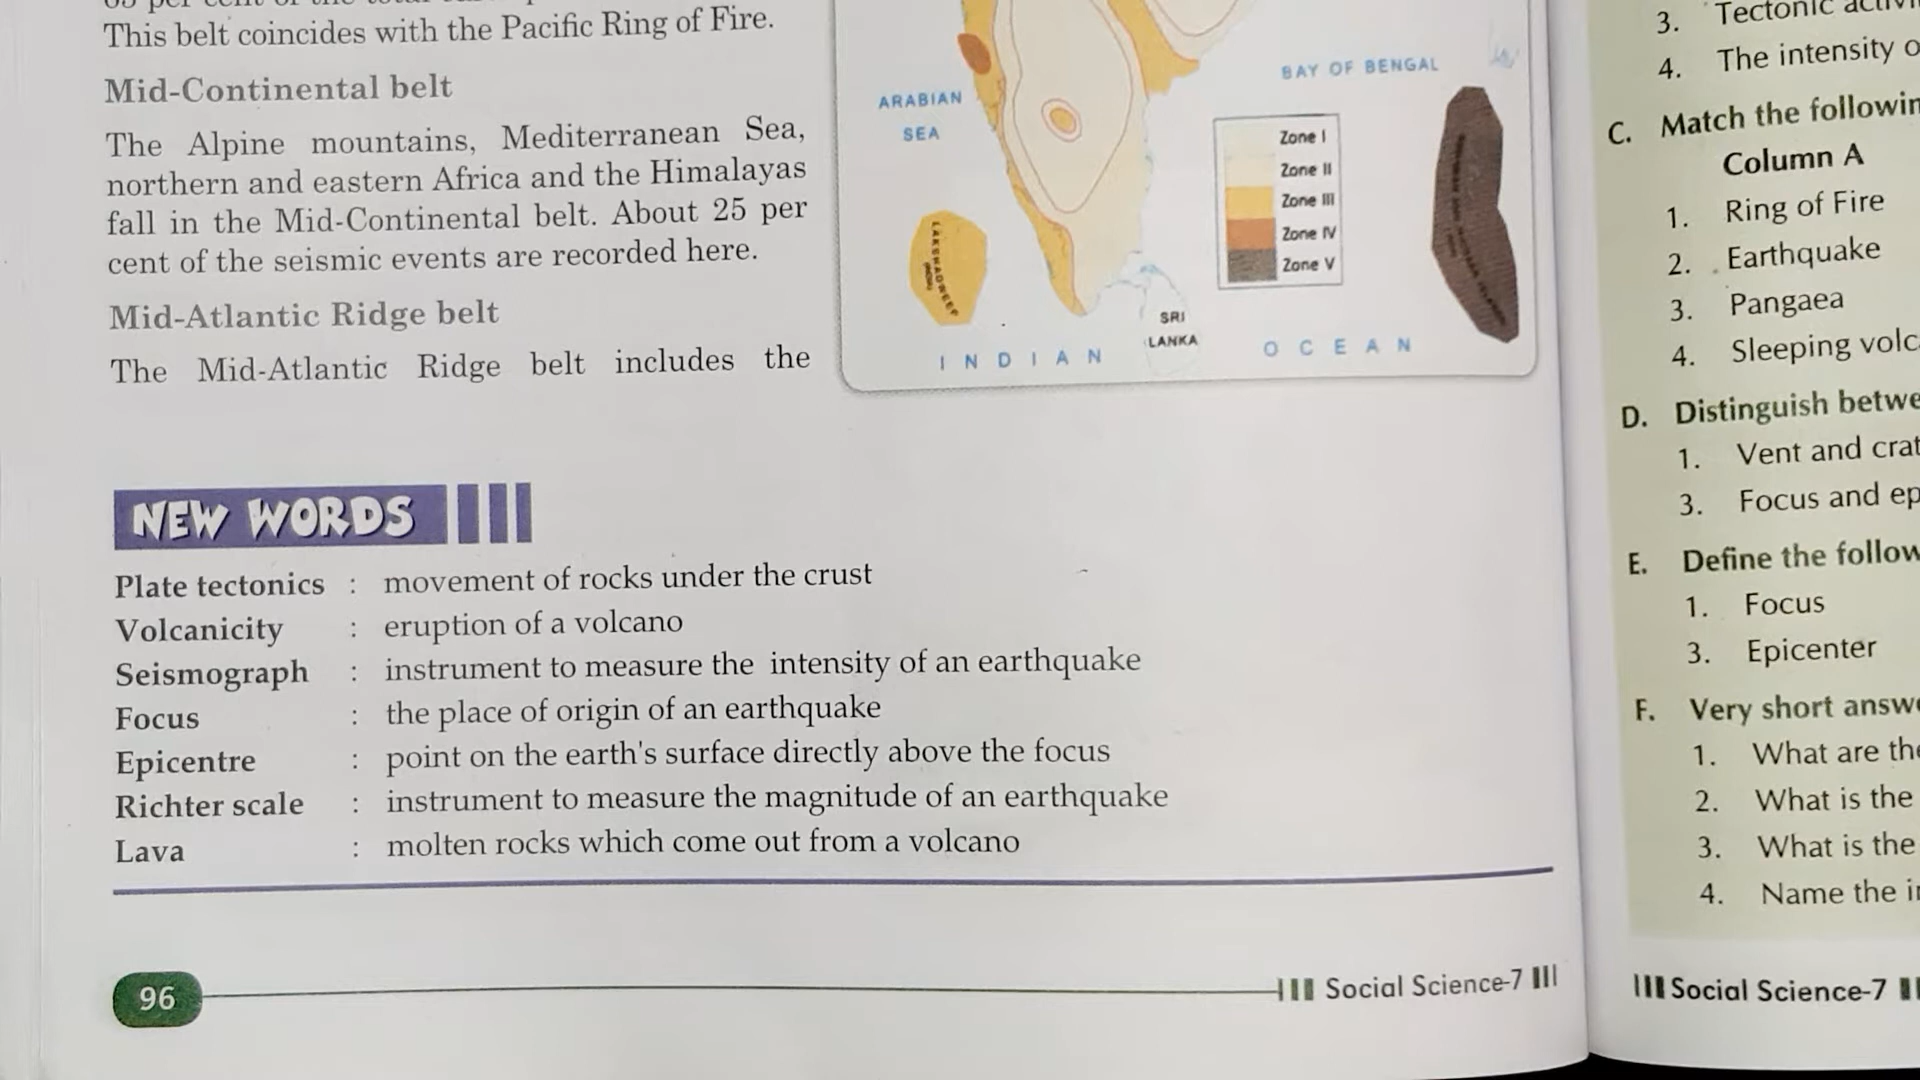 This belt coincides with the Pacific Ring of Fire.
Mid-Continental belt
The Alpine mountains, Mediterranean Sea,
northern and eastern Africa and the Himalayas
fall in the Mid-Continental belt. About 25 per
cent of the seismic events are recorded here.
Mid-Atlantic Ridge belt
The Mid-Atlantic Ridge belt includes the
BAY OF BENGAL
ARABIAN
SEA
Zone I
Zone II
Zone III
Zone IV
Zone V
LAKSHADWEEP
SRI
LANKA
INDIAN OCEAN
NEW WORDS
Plate tectonics : movement of rocks under the crust
Volcanicity : eruption of a volcano
Seismograph : instrument to measure the intensity of an earthquake
Focus : the place of origin of an earthquake
Epicentre : point on the earth's surface directly above the focus
Richter scale : instrument to measure the magnitude of an earthquake
Lava : molten rocks which come out from a volcano
96
Social Science-7
3. Tectonic
4. The intensity
C. Match the
Column A
1. Ring of Fire
2. Earthquake
3. Pangaea
4. Sleeping
D. Distinguish
1. Vent and
3. Focus and
E. Define the
1. Focus
3. Epicenter
F. Very short
1. What are
2. What is the
3. What is the
4. Name the
Social Science-7